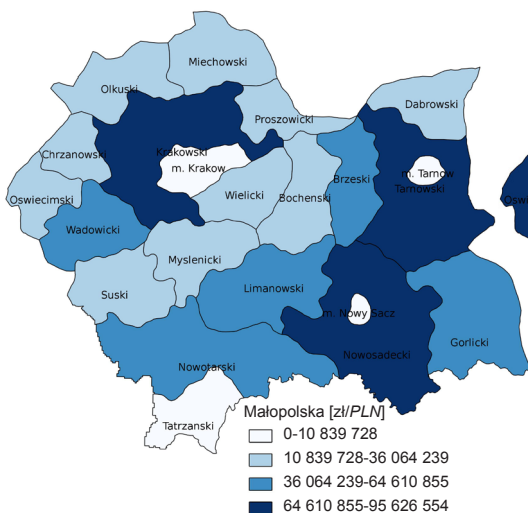 Miechowski
Olkuski
Dabrowski
Proszowicki
Chrzanowski
Krakowski
m. Krakow
m. Tarnow
Tarnowski
Brzeski
Oswiecimski
Wielicki
Bochenski
Oswi
Wadowicki
Myslenicki
Limanowski
Suski
m. Nowy Sacz
Gorlicki
Nowosadecki
Nowotarski
Tatrzanski
Małopolska [zł/PLN]
0-10 839 728
10 839 728-36 064 239
36 064 239-64 610 855
64 610 855-95 626 554